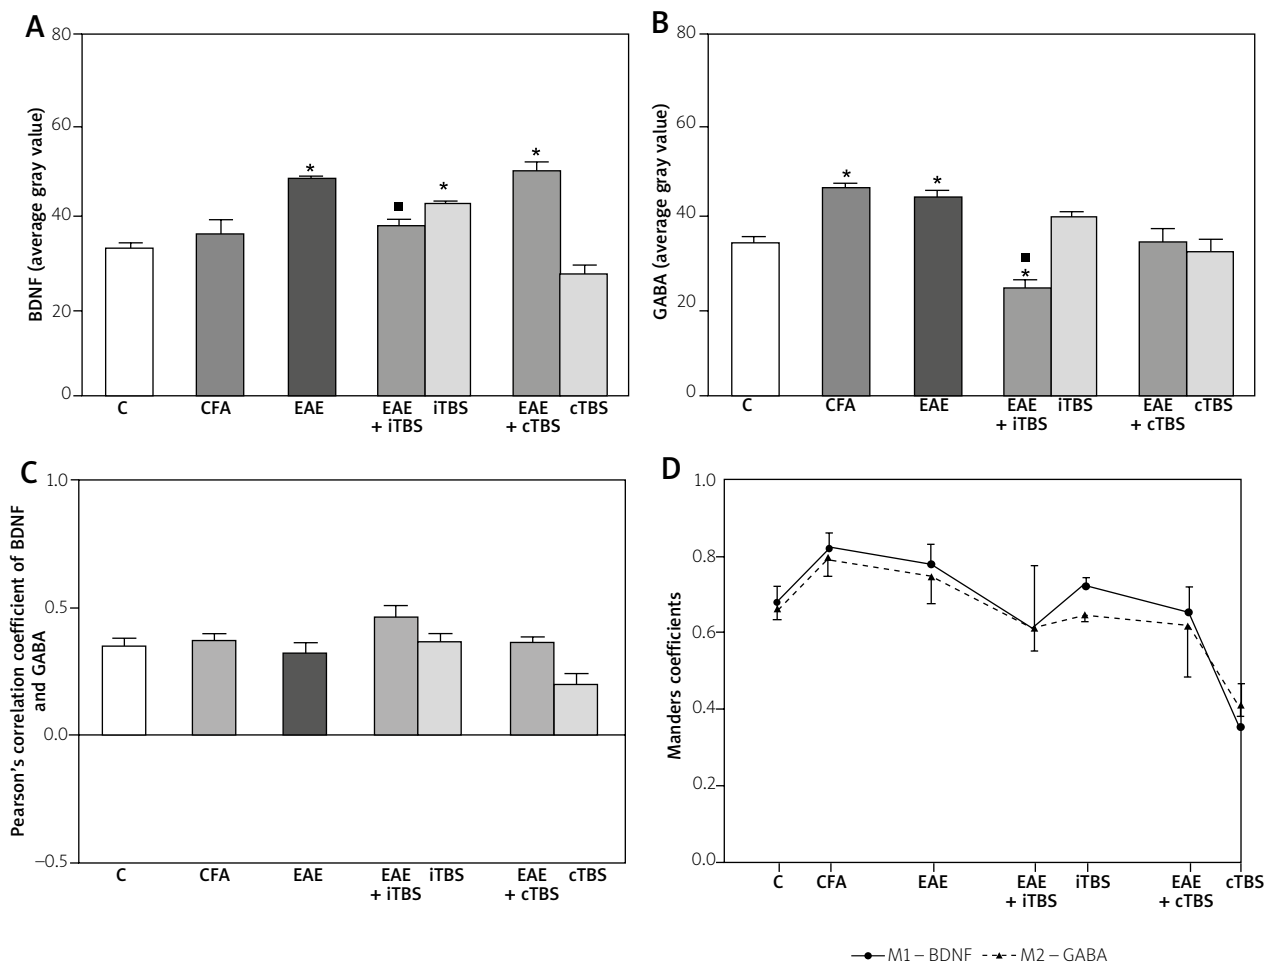 A
BDNF (average gray value)
80
60
40
20
0
*
■
*
*
C CFA EAE EAE iTBS EAE cTBS
+ iTBS + cTBS
B
GABA (average gray value)
80
60
40
20
0
*
*
■
*
C CFA EAE EAE iTBS EAE cTBS
+ iTBS + cTBS
C
Pearson's correlation coefficient of BDNF
and GABA
1.0
0.5
0.0
–0.5
C CFA EAE EAE iTBS EAE cTBS
+ iTBS + cTBS
D
Manders coefficients
1.0
0.8
0.6
0.4
0.2
0.0
C CFA EAE EAE iTBS EAE cTBS
+ iTBS + cTBS
M1 – BDNF M2 – GABA